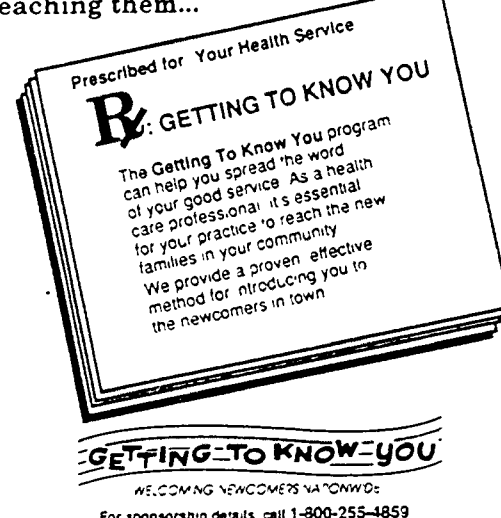 eaching them...
Prescribed for Your Health Service
Rx: GETTING TO KNOW YOU
The Getting To Know You program
can help you spread the word
of your good service As a health
care professional it's essential
for your practice to reach the new
families in your community
We provide a proven effective
method for introducing you to
the newcomers in town
GETTING TO KNOW YOU
WELCOMING NEWCOMERS NATIONWIDE
For sponsorship details, call 1-800-255-4859